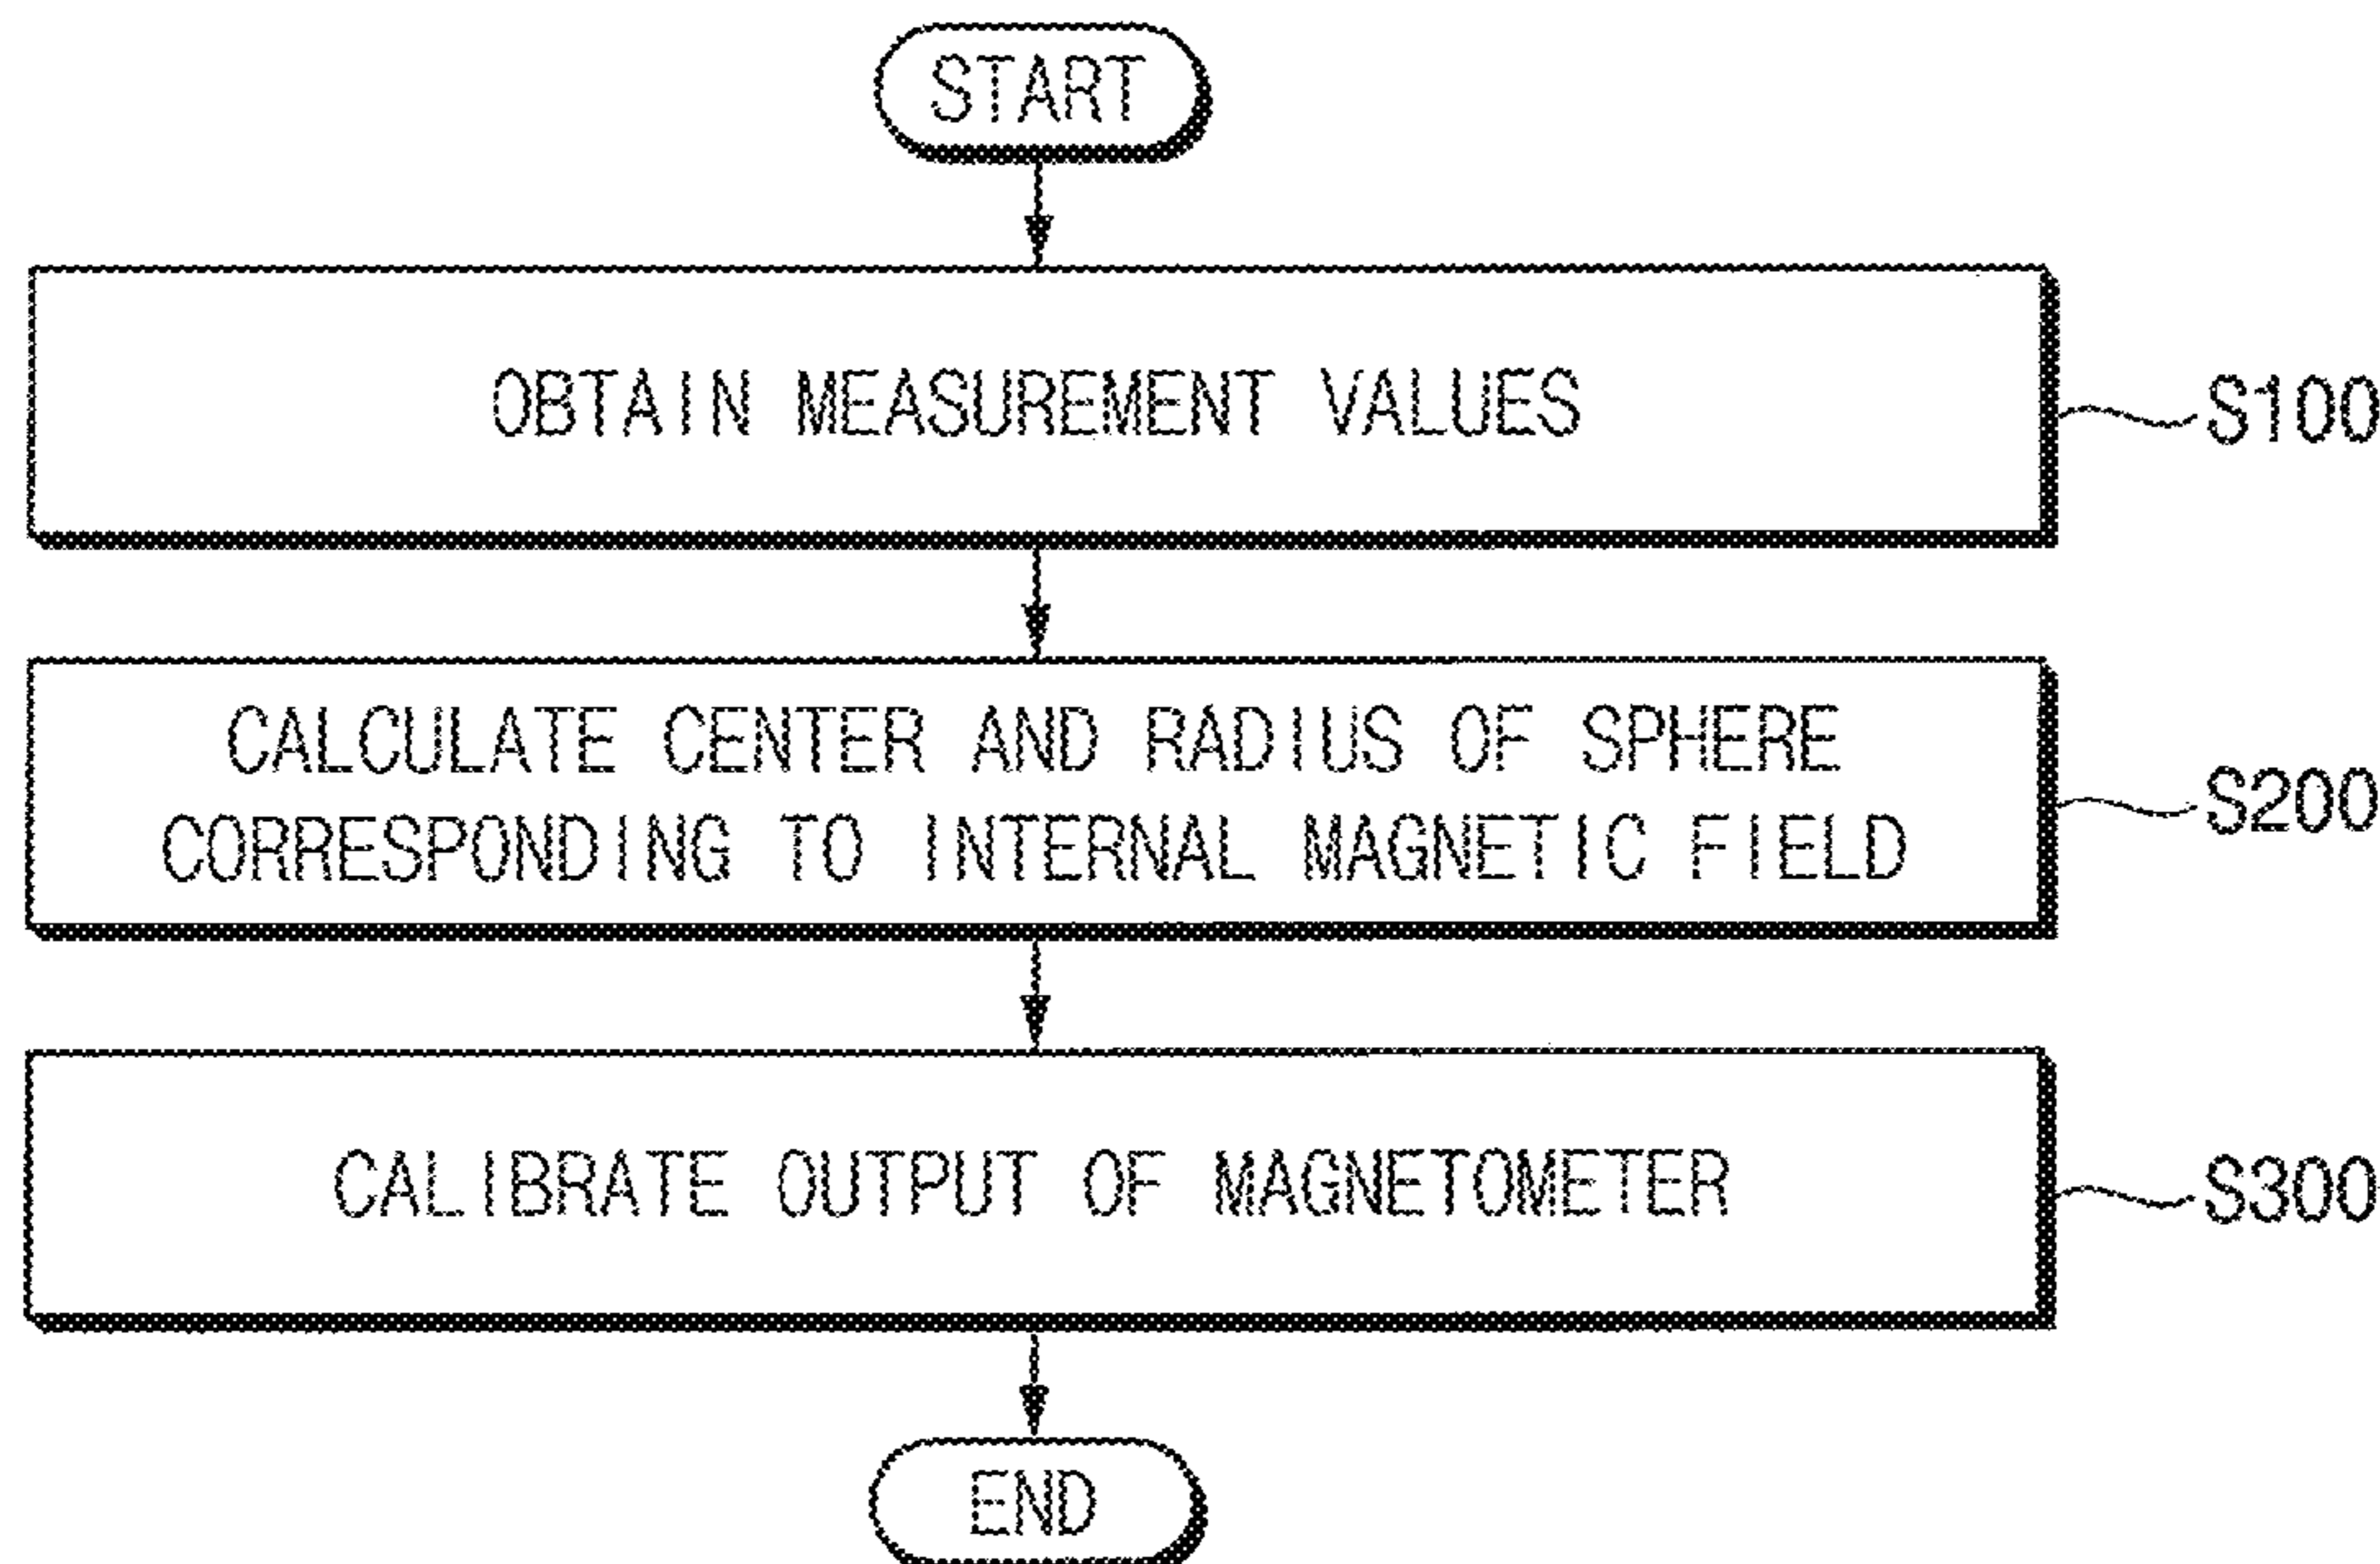 START
OBTAIN MEASUREMENT VALUES
S100
CALCULATE CENTER AND RADIUS OF SPHERE
CORRESPONDING TO INTERNAL MAGNETIC FIELD
S200
CALIBRATE OUTPUT OF MAGNETOMETER
S300
END